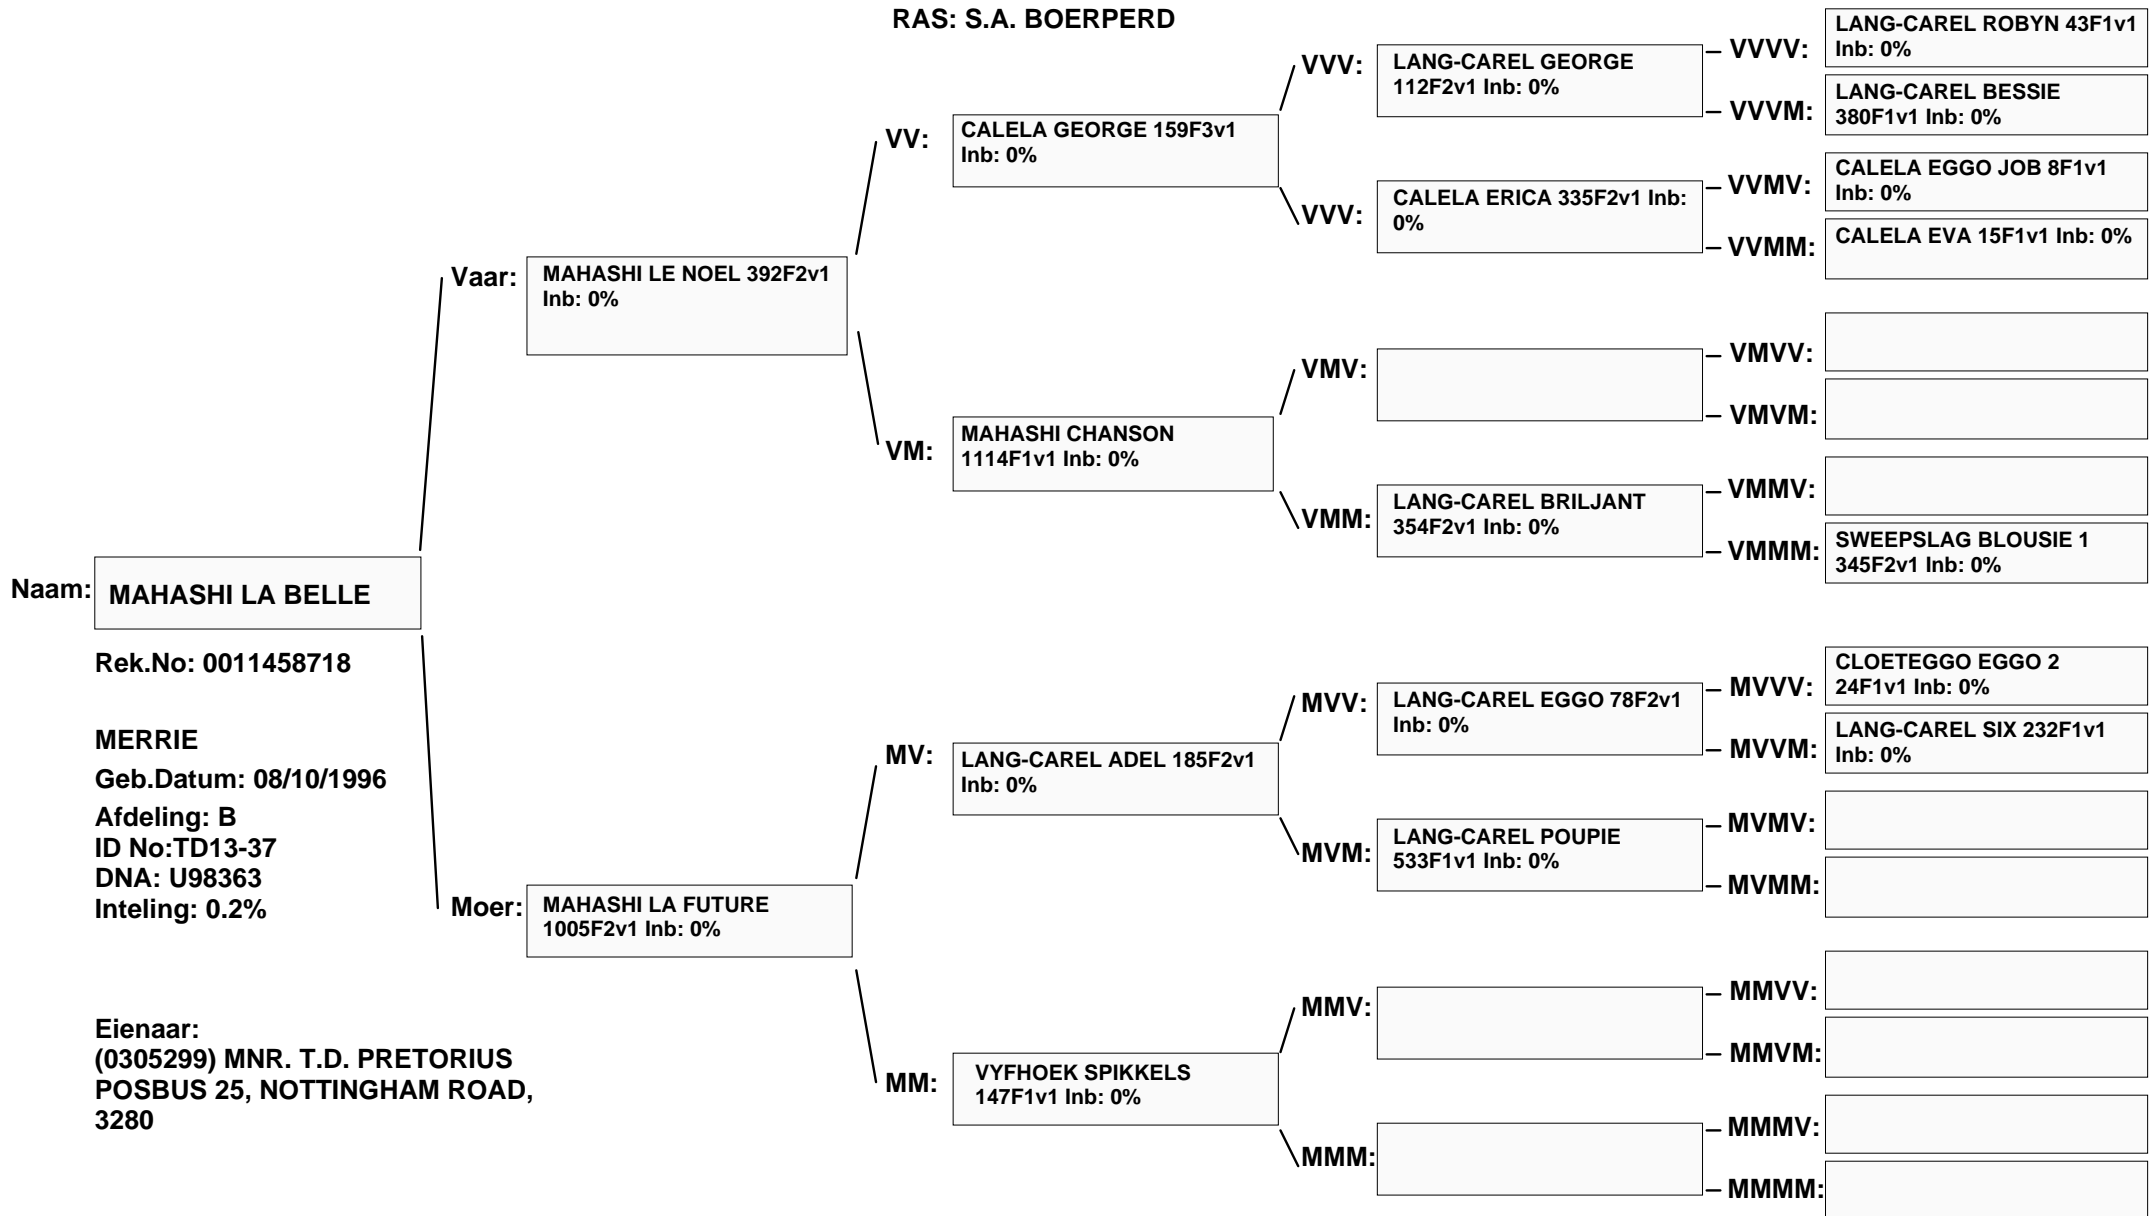 RAS: S.A. BOERPERD
Naam:
MAHASHI LA BELLE
Rek.No: 0011458718
MERRIE
Geb.Datum: 08/10/1996
Afdeling: B
ID No:TD13-37
DNA: U98363
Inteling: 0.2%
Eienaar:
(0305299) MNR. T.D. PRETORIUS
POSBUS 25, NOTTINGHAM ROAD,
3280
Vaar:
MAHASHI LE NOEL 392F2v1
Inb: 0%
Moer:
MAHASHI LA FUTURE
1005F2v1 Inb: 0%
VV:
CALELA GEORGE 159F3v1
Inb: 0%
VM:
MAHASHI CHANSON
1114F1v1 Inb: 0%
MV:
LANG-CAREL ADEL 185F2v1
Inb: 0%
MM:
VYFHOEK SPIKKELS
147F1v1 Inb: 0%
VVV:
LANG-CAREL GEORGE
112F2v1 Inb: 0%
VVV:
CALELA ERICA 335F2v1 Inb:
0%
VMV:
VMM:
LANG-CAREL BRILJANT
354F2v1 Inb: 0%
MVV:
LANG-CAREL EGGO 78F2v1
Inb: 0%
MVM:
LANG-CAREL POUPIE
533F1v1 Inb: 0%
MMV:
MMM:
VVVV:
LANG-CAREL ROBYN 43F1v1
Inb: 0%
VVVM:
LANG-CAREL BESSIE
380F1v1 Inb: 0%
VVMV:
CALELA EGGO JOB 8F1v1
Inb: 0%
VVMM:
CALELA EVA 15F1v1 Inb: 0%
VMVV:
VMVM:
VMMV:
VMMM:
SWEEPSLAG BLOUSIE 1
345F2v1 Inb: 0%
MVVV:
CLOETEGGO EGGO 2
24F1v1 Inb: 0%
MVVM:
LANG-CAREL SIX 232F1v1
Inb: 0%
MVMV:
MVMM:
MMVV:
MMVM:
MMMV:
MMMM: